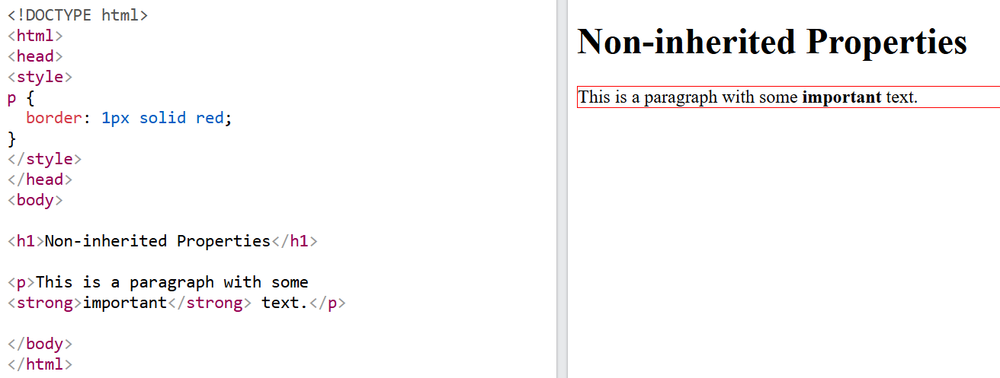 <!DOCTYPE html>
<html>
<head>
<style>
p {
  border: 1px solid red;
}
</style>
</head>
<body>

<h1>Non-inherited Properties</h1>

<p>This is a paragraph with some
<strong>important</strong> text.</p>

</body>
</html>
Non-inherited Properties
This is a paragraph with some important text.